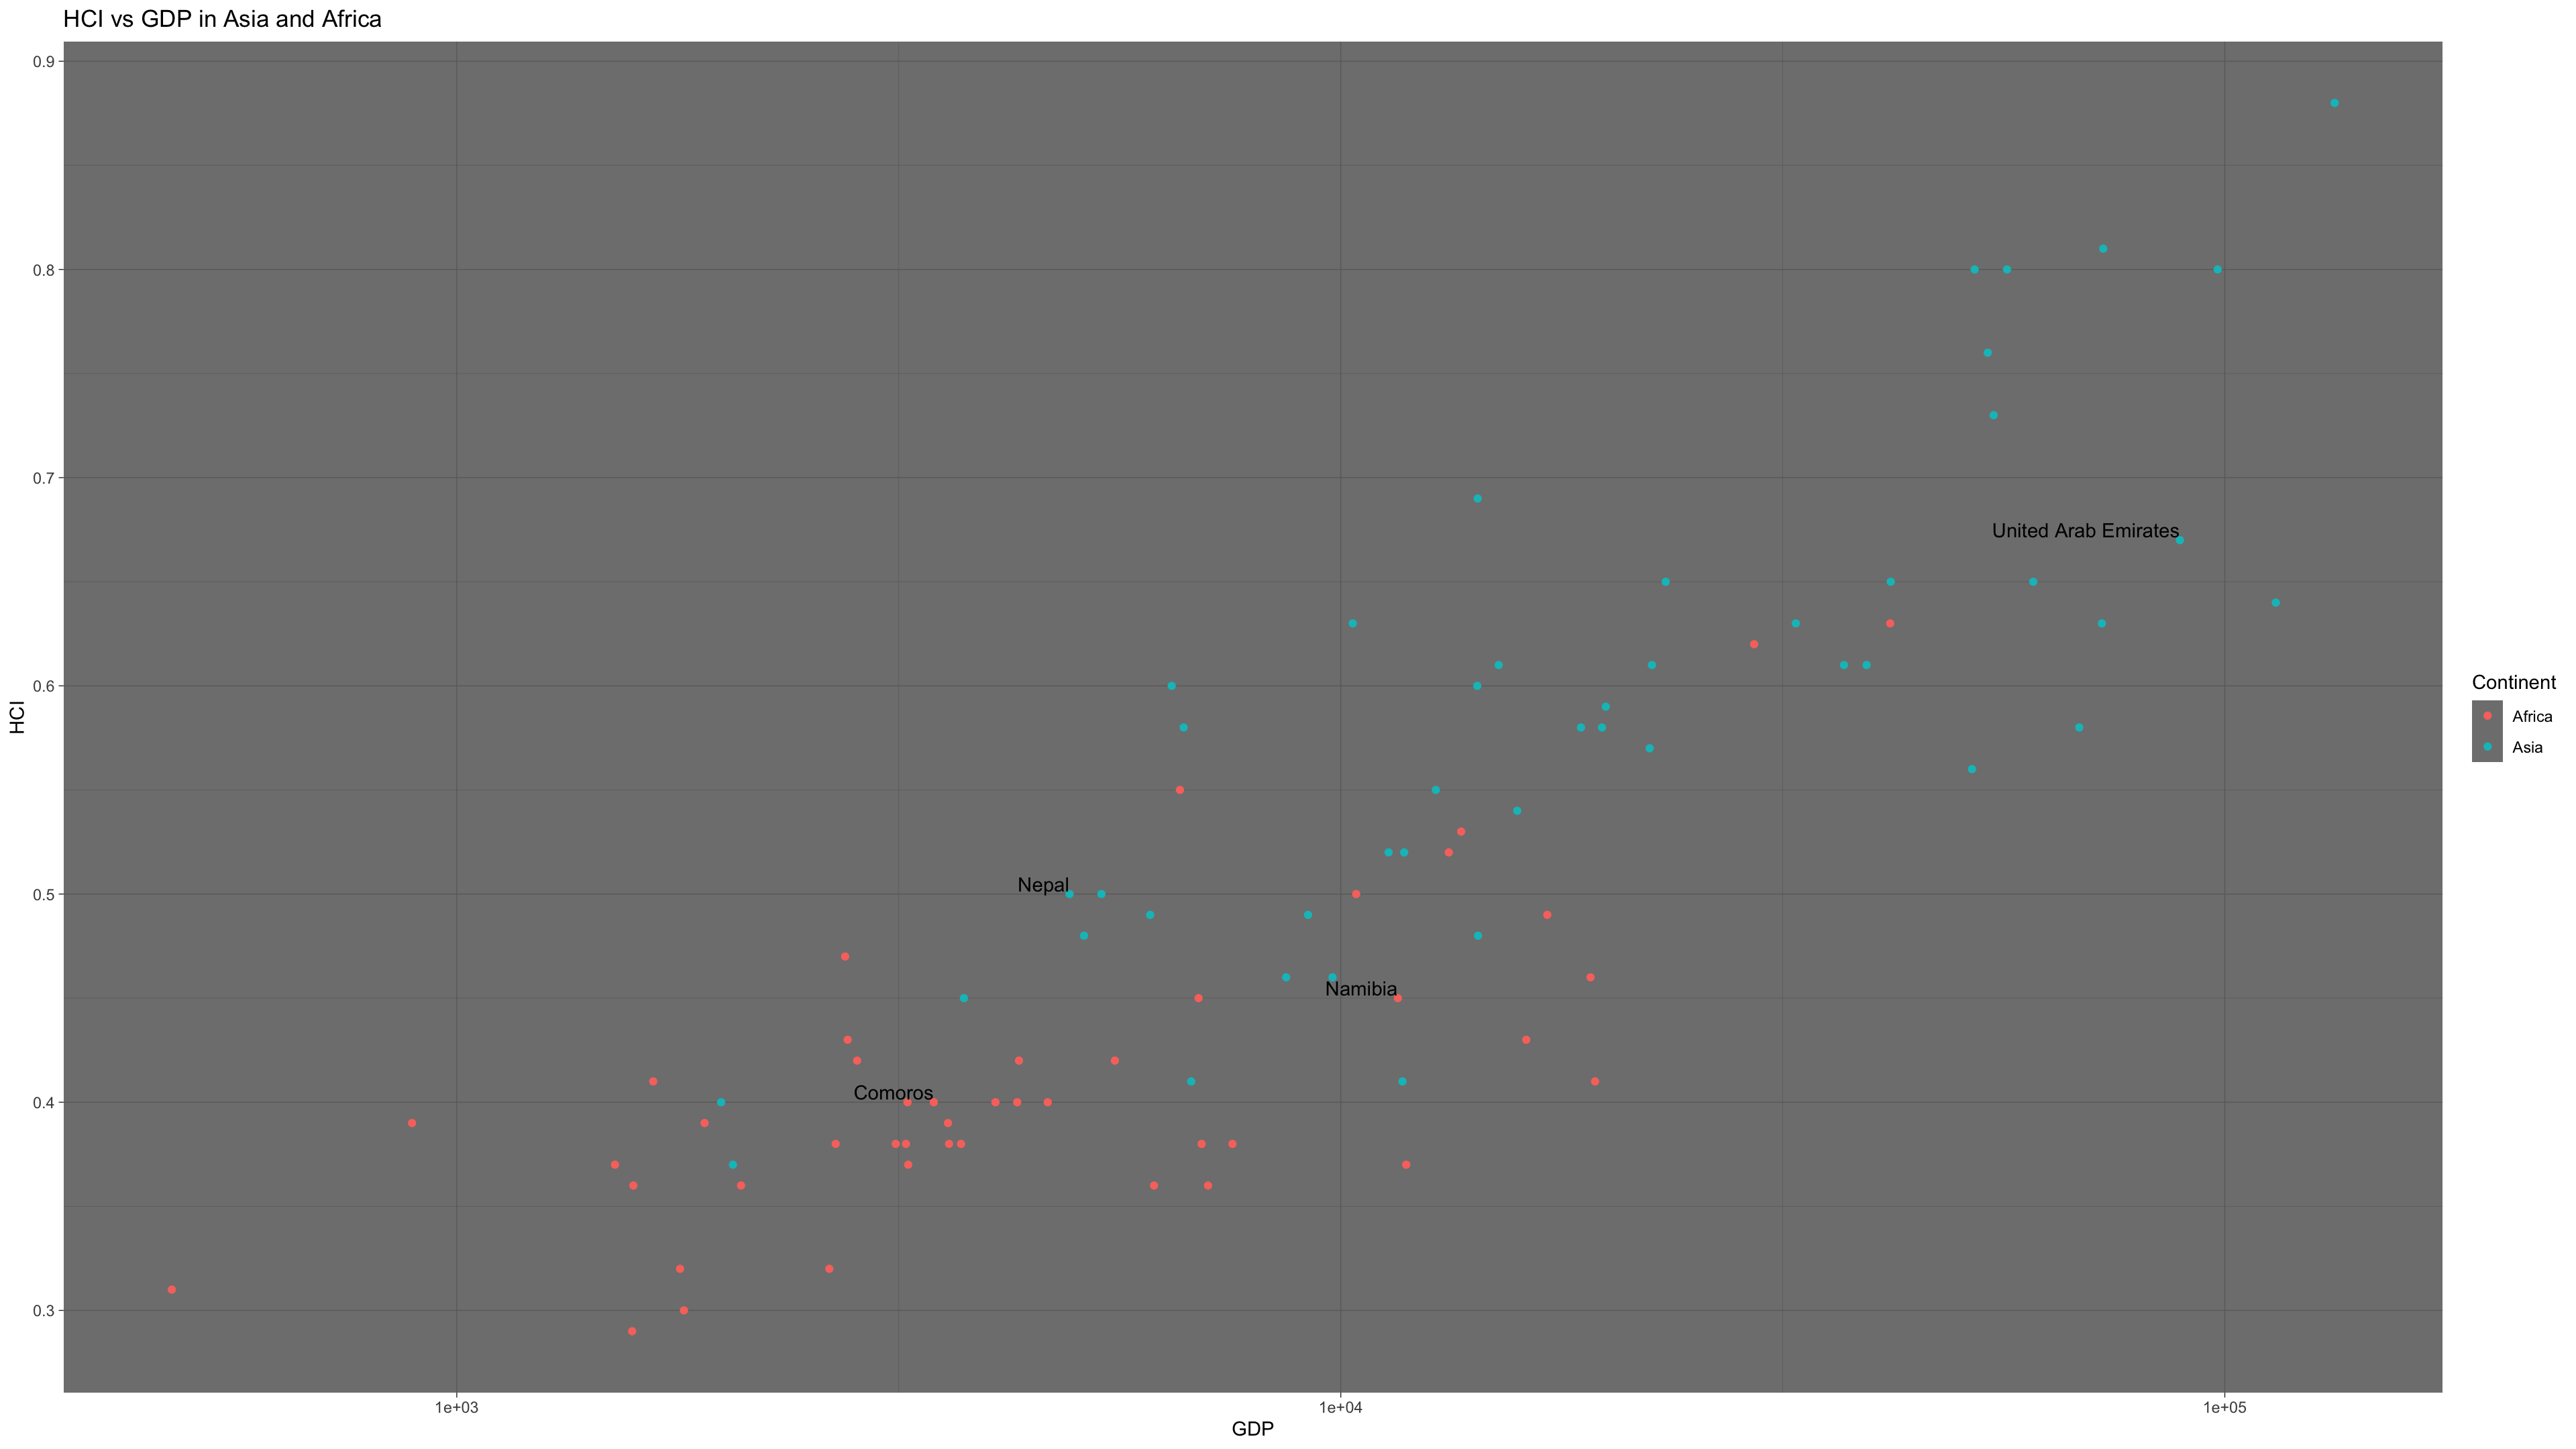 HCI vs GDP in Asia and Africa
0.9
0.8
0.7
0.6
0.5
0.4
0.3
HCI
United Arab Emirates
Nepal
Namibia
Comoros
1e+03
1e+04
1e+05
GDP
Continent
Africa
Asia